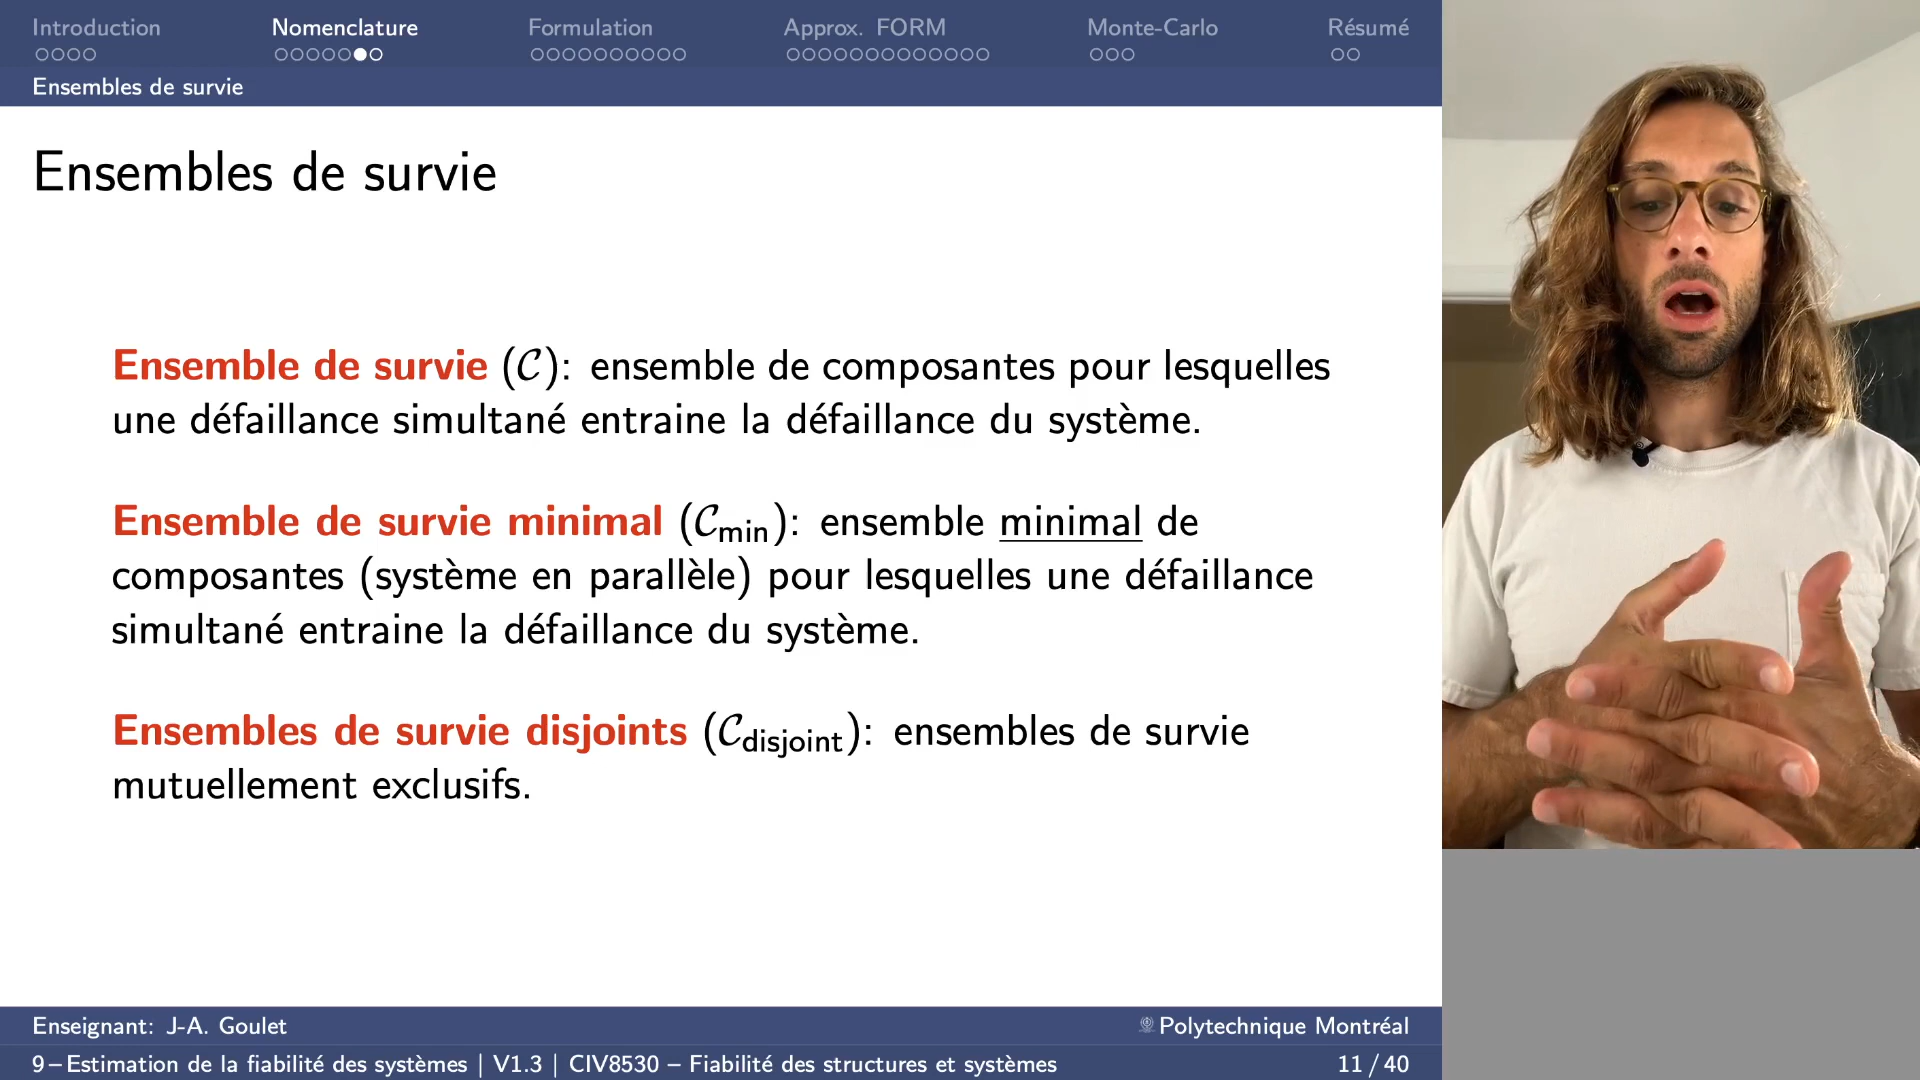 Introduction Nomenclature Formulation Approx. FORM Monte-Carlo Résumé
Ensembles de survie
Ensembles de survie
Ensemble de survie (𝒞): ensemble de composantes pour lesquelles
une défaillance simultané entraine la défaillance du système.
Ensemble de survie minimal (𝒞min): ensemble minimal de
composantes (système en parallèle) pour lesquelles une défaillance
simultané entraine la défaillance du système.
Ensembles de survie disjoints (𝒞disjoint): ensembles de survie
mutuellement exclusifs.
Enseignant: J-A. Goulet Polytechnique Montréal
9 – Estimation de la fiabilité des systèmes | V1.3 | CIV8530 – Fiabilité des structures et systèmes 11 / 40